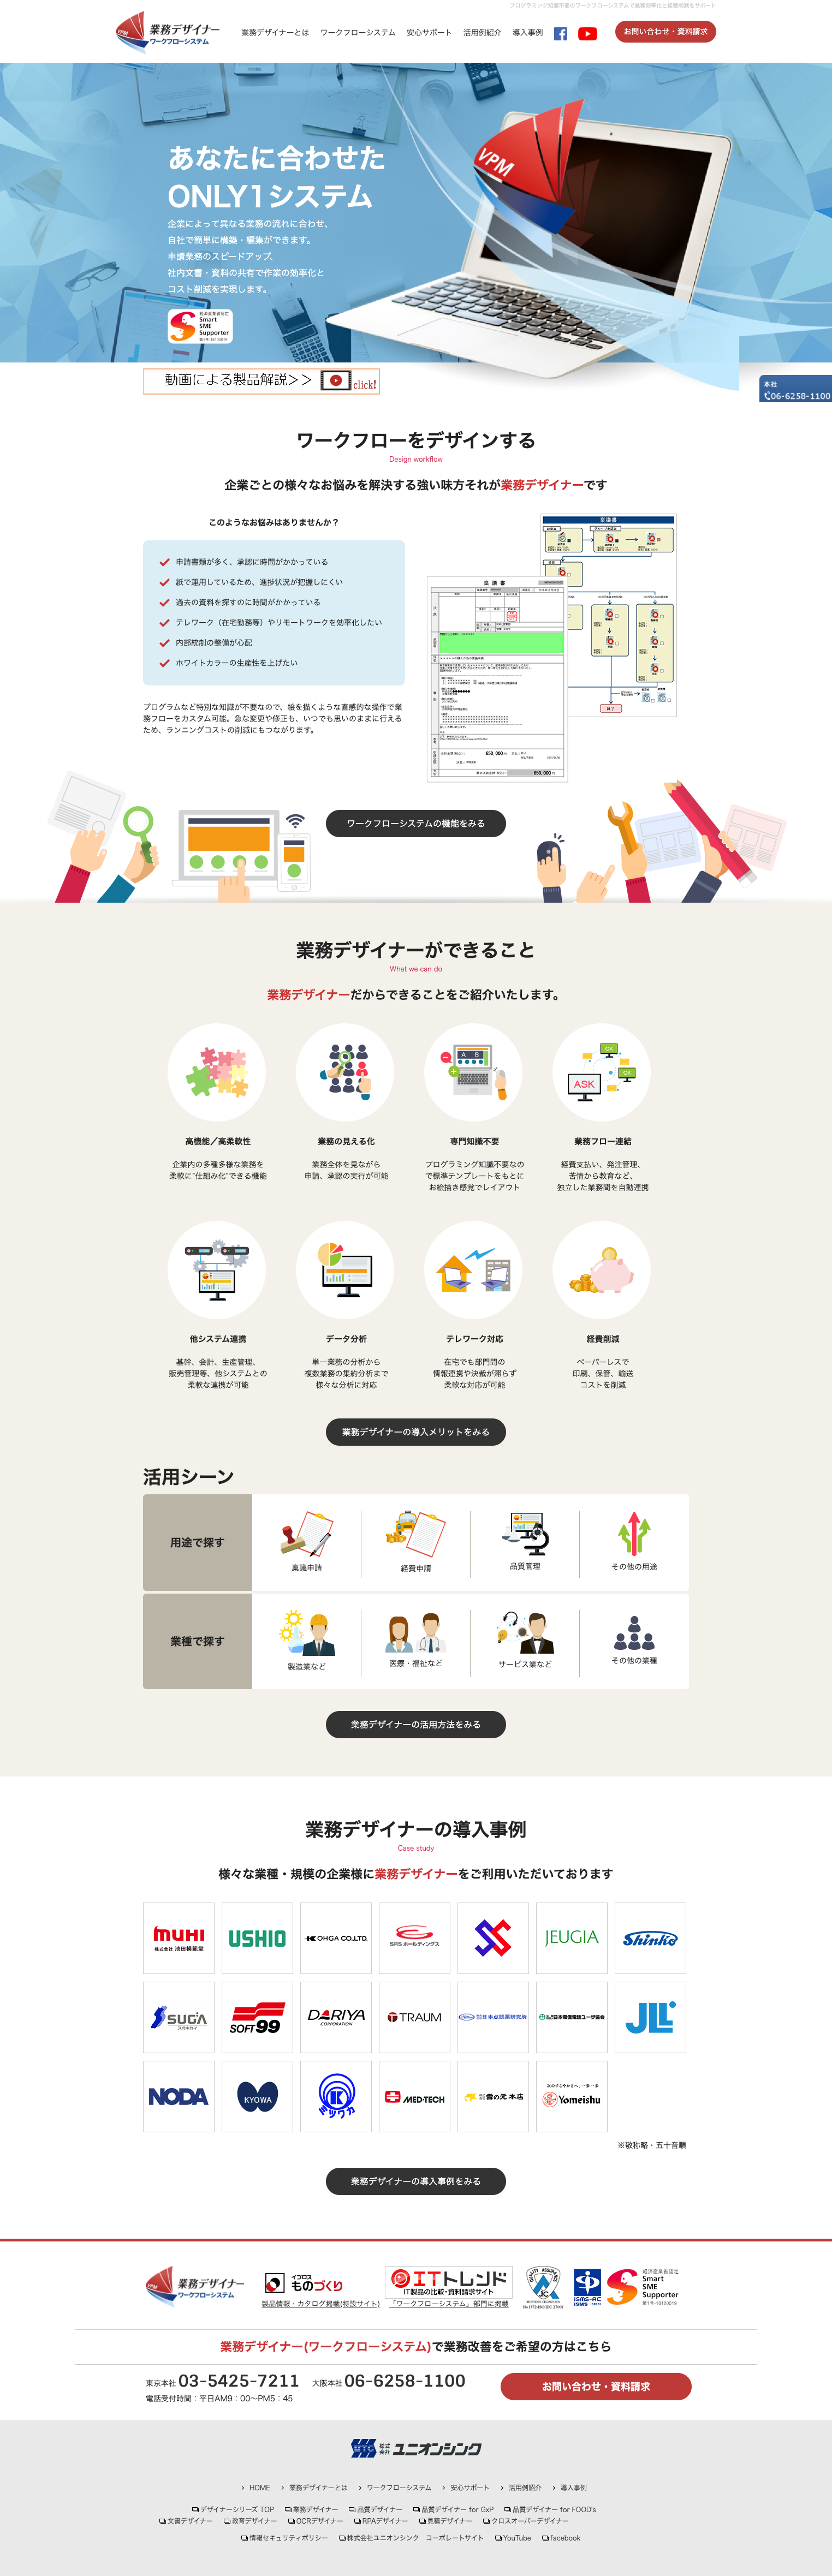 プログラミング知識不要のワークフローシステムで業務効率化と経費削減をサポート
VPM 業務デザイナー
ワークフローシステム
業務デザイナーとは ワークフローシステム 安心サポート 活用例紹介 導入事例
お問い合わせ・資料請求
あなたに合わせた
ONLY1システム
企業によって異なる業務の流れに合わせ、
自社で簡単に構築・編集ができます。
申請業務のスピードアップ、
社内文書・資料の共有で作業の効率化と
コスト削減を実現します。
VPM
経済産業省認定
Smart
SME
Supporter
第1号-16100019
動画による製品解説>> click!
本社
06-6258-1100
ワークフローをデザインする
Design workflow
企業ごとの様々なお悩みを解決する強い味方それが業務デザイナーです
このようなお悩みはありませんか？
申請書類が多く、承認に時間がかかっている
紙で運用しているため、進捗状況が把握しにくい
過去の資料を探すのに時間がかかっている
テレワーク（在宅勤務等）やリモートワークを効率化したい
内部統制の整備が心配
ホワイトカラーの生産性を上げたい
稟議書
稟 議 書
650,000
650,000
終了
プログラムなど特別な知識が不要なので、絵を描くような直感的な操作で業
務フローをカスタム可能。急な変更や修正も、いつでも思いのままに行える
ため、ランニングコストの削減にもつながります。
ワークフローシステムの機能をみる
業務デザイナーができること
What we can do
業務デザイナーだからできることをご紹介いたします。
A B
OK
OK
ASK
高機能／高柔軟性
企業内の多種多様な業務を
柔軟に“仕組み化”できる機能
業務の見える化
業務全体を見ながら
申請、承認の実行が可能
専門知識不要
プログラミング知識不要なの
で標準テンプレートをもとに
お絵描き感覚でレイアウト
業務フロー連結
経費支払い、発注管理、
苦情から教育など、
独立した業務間を自動連携
他システム連携
基幹、会計、生産管理、
販売管理等、他システムとの
柔軟な連携が可能
データ分析
単一業務の分析から
複数業務の集約分析まで
様々な分析に対応
テレワーク対応
在宅でも部門間の
情報連携や決裁が滞らず
柔軟な対応が可能
経費削減
ペーパーレスで
印刷、保管、輸送
コストを削減
業務デザイナーの導入メリットをみる
活用シーン
用途で探す
稟議申請
経費申請
品質管理
その他の用途
業種で探す
製造業など
医療・福祉など
サービス業など
その他の業種
業務デザイナーの活用方法をみる
業務デザイナーの導入事例
Case study
様々な業種・規模の企業様に業務デザイナーをご利用いただいております
MUHI
株式会社 池田模範堂
USHIO
OHGA CO.,LTD.
SRSホールディングス
JEUGIA
Shinko
SUGA
スガキカイ
SOFT99
DARIYA
CORPORATION
TRAUM
日本点眼薬研究所
日本電信電話ユーザ協会
JLL
NODA
KYOWA
ミツワ
MED-TECH
霧の元 本店
Yomeishu
※敬称略・五十音順
業務デザイナーの導入事例をみる
VPM 業務デザイナー
ワークフローシステム
イプロス
ものづくり
製品情報・カタログ掲載(特設サイト)
ITトレンド
IT製品の比較・資料請求サイト
「ワークフローシステム」部門に掲載
QUALITY ASSURANCE
JQC
ISME-AC
ISMS
経済産業省認定
Smart
SME
Supporter
第1号-16100019
業務デザイナー(ワークフローシステム)で業務改善をご希望の方はこちら
東京本社 03-5425-7211 大阪本社 06-6258-1100
電話受付時間：平日AM9：00〜PM5：45
お問い合わせ・資料請求
UTC 株式会社 ユニオンシンク
HOME 業務デザイナーとは ワークフローシステム 安心サポート 活用例紹介 導入事例
デザイナーシリーズ TOP 業務デザイナー 品質デザイナー 品質デザイナー for GxP 品質デザイナー for FOOD's
文書デザイナー 教育デザイナー OCRデザイナー RPAデザイナー 見積デザイナー クロスオーバーデザイナー
情報セキュリティポリシー 株式会社ユニオンシンク コーポレートサイト YouTube facebook